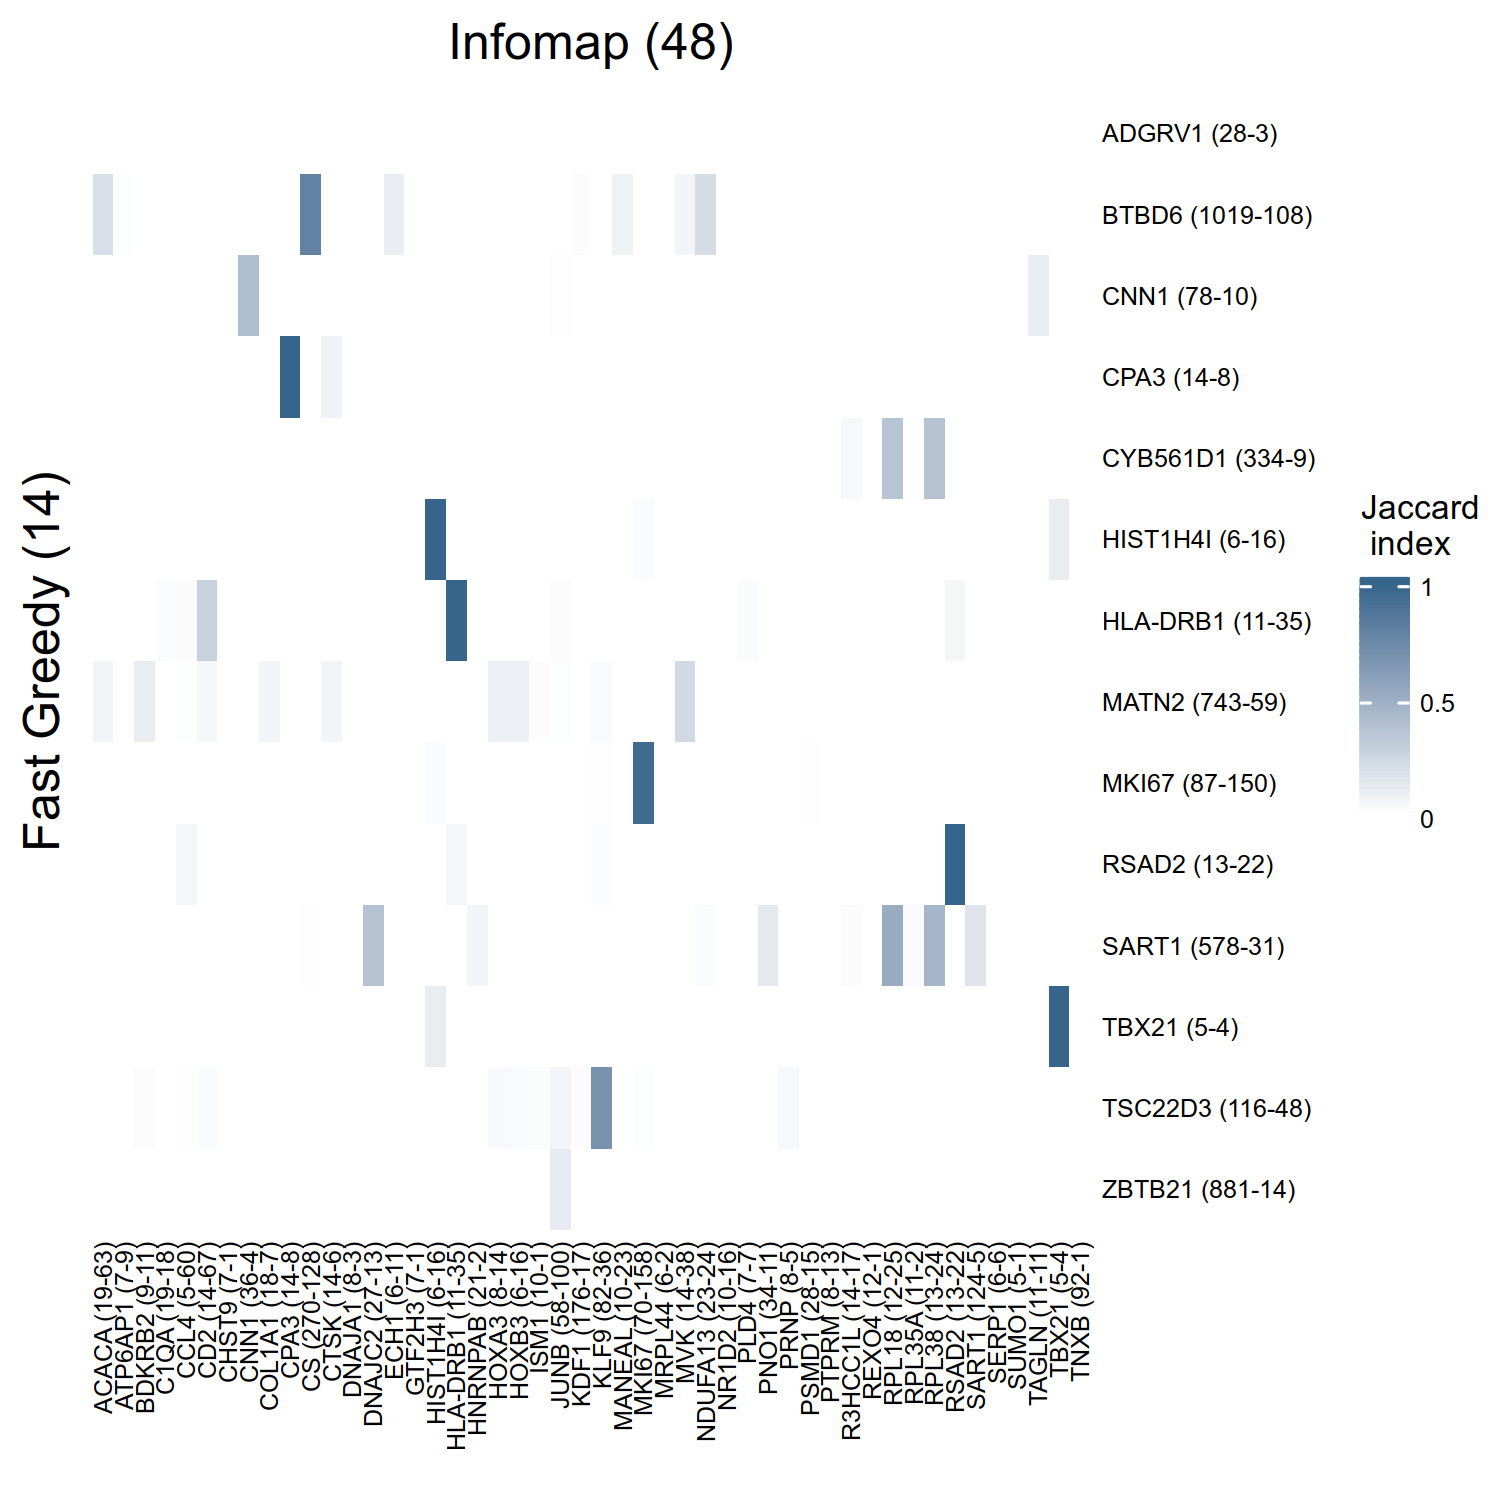 Infomap (48)
Fast Greedy (14)
ADGRV1 (28-3)
BTBD6 (1019-108)
CNN1 (78-10)
CPA3 (14-8)
CYB561D1 (334-9)
HIST1H4I (6-16)
HLA-DRB1 (11-35)
MATN2 (743-59)
MKI67 (87-150)
RSAD2 (13-22)
SART1 (578-31)
TBX21 (5-4)
TSC22D3 (116-48)
ZBTB21 (881-14)
Jaccard
index
1
0.5
0
ACACA (19-63)
ATP6AP1 (7-9)
BDKRB2 (9-11)
C1QA (19-18)
CCL4 (5-60)
CD2 (14-67)
CHST9 (7-1)
CNN1 (36-4)
COL1A1 (18-7)
CPA3 (14-8)
CS (270-128)
CTSK (14-6)
DNAJA1 (8-3)
DNAJC2 (27-13)
ECH1 (6-11)
GTF2H3 (7-1)
HIST1H4I (6-16)
HLA-DRB1 (11-35)
HNRNPAB (21-2)
HOXA3 (8-14)
HOXB3 (6-16)
ISM1 (10-1)
JUNB (58-100)
KDF1 (176-17)
KLF9 (82-36)
MANEAL (10-23)
MKI67 (70-158)
MRPL44 (6-2)
MVK (14-38)
NDUFA13 (23-24)
NR1D2 (10-16)
PLD4 (7-7)
PNO1 (34-11)
PRNP (8-5)
PSMD1 (28-15)
PTPRM (8-13)
R3HCC1L (14-17)
REXO4 (12-1)
RPL18 (12-25)
RPL35A (11-2)
RPL38 (13-24)
RSAD2 (13-22)
SART1 (124-5)
SERP1 (6-6)
SUMO1 (5-1)
TAGLN (11-11)
TBX21 (5-4)
TNXB (92-1)